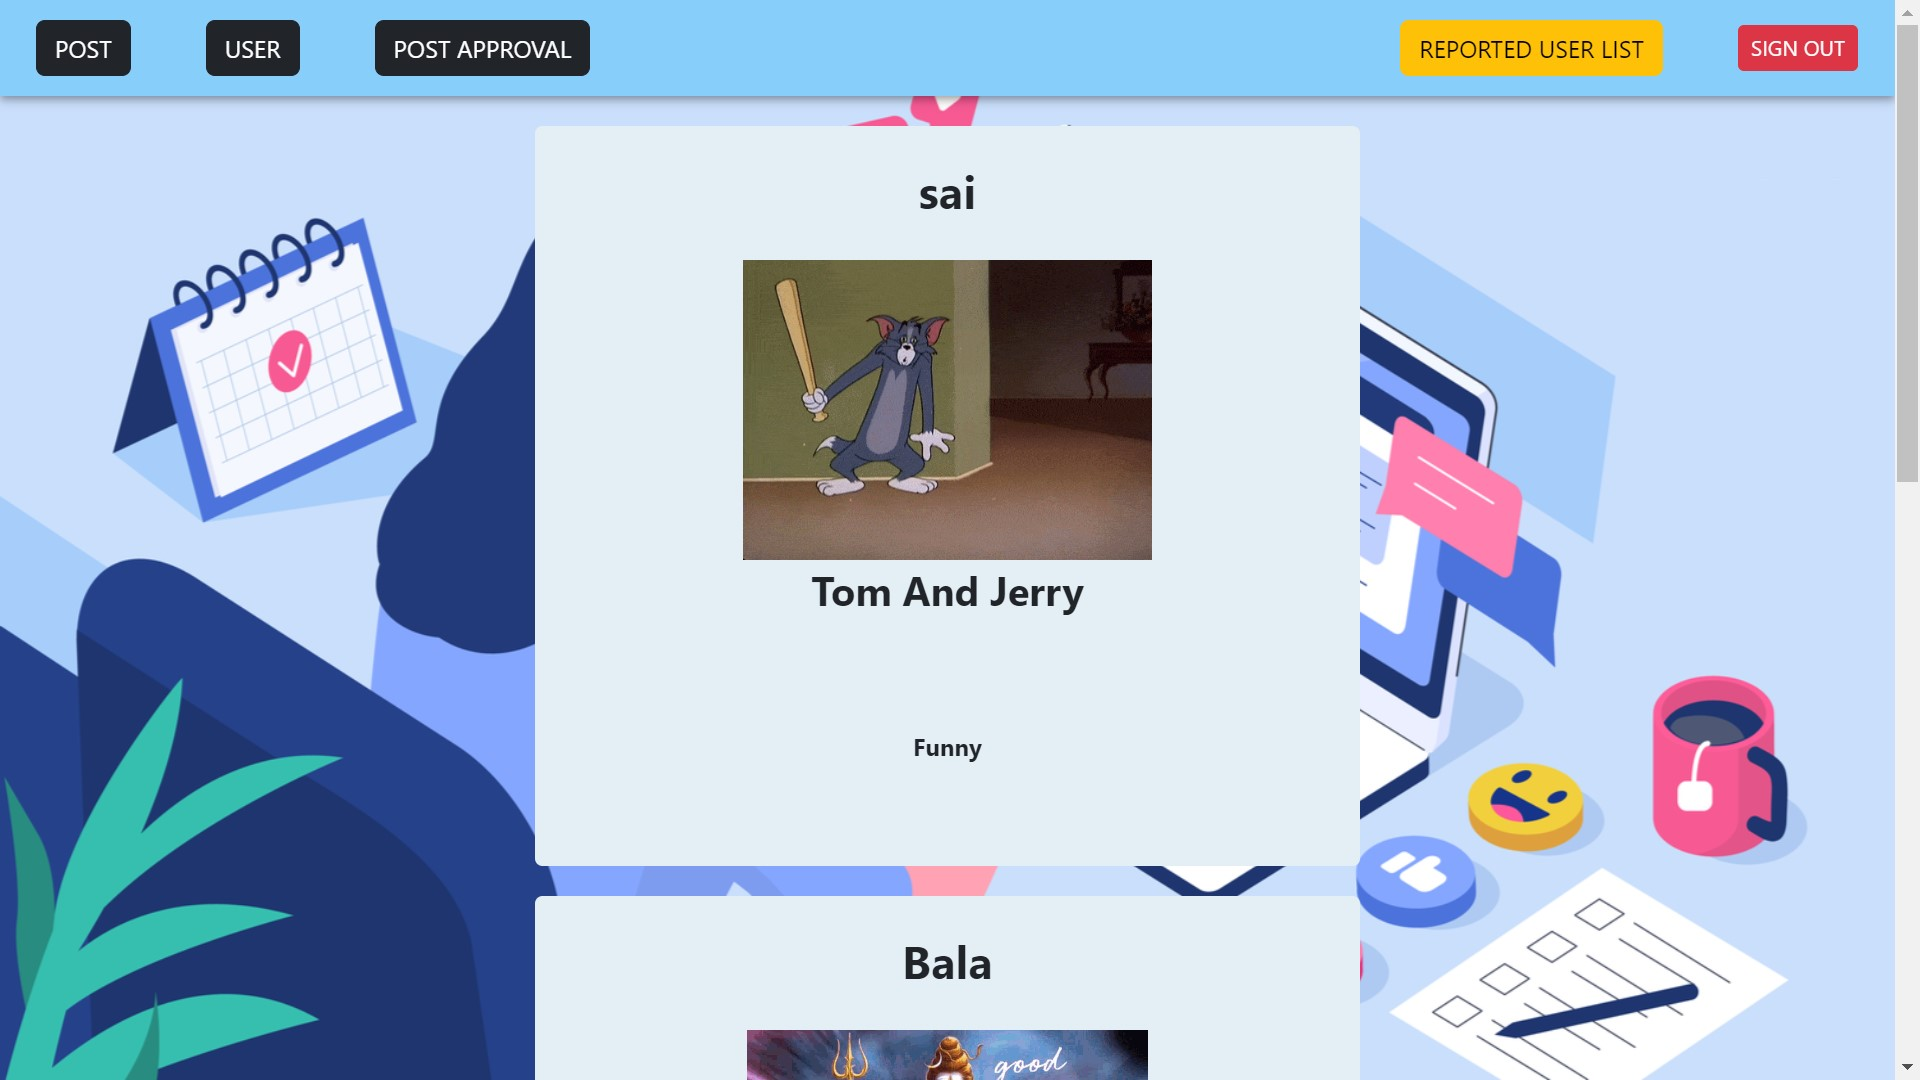 POST USER POST APPROVAL REPORTED USER LIST SIGN OUT
sai
Tom And Jerry
Funny
Bala
good